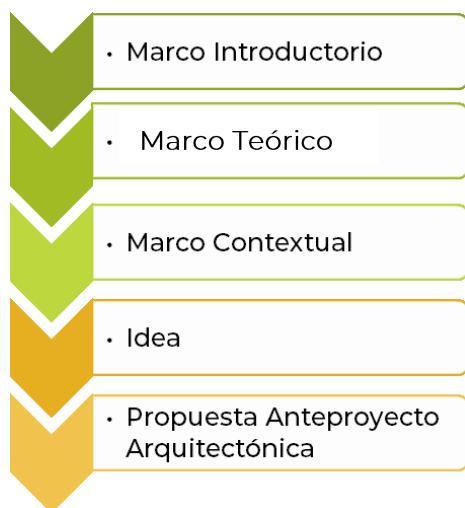 • Marco Introductorio
• Marco Teórico
• Marco Contextual
• Idea
• Propuesta Anteproyecto
Arquitectónica